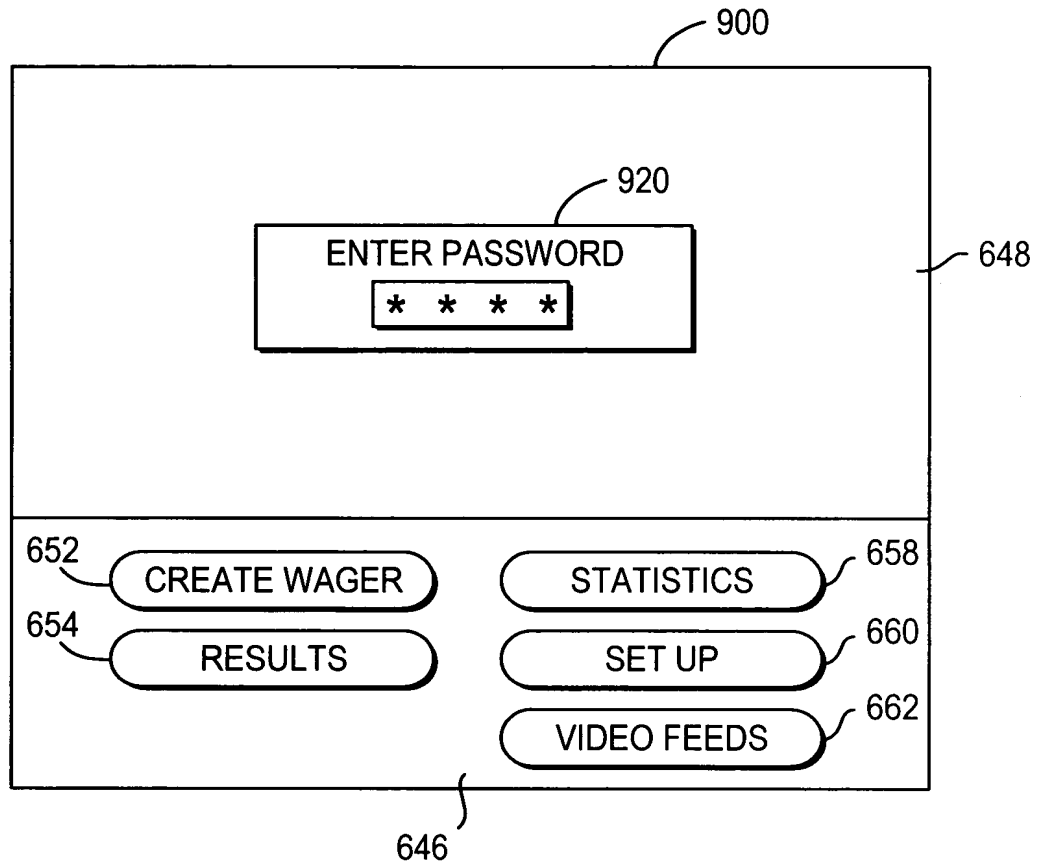 900
920
ENTER PASSWORD
* * * *
648
652
CREATE WAGER
STATISTICS
658
654
RESULTS
SET UP
660
VIDEO FEEDS
662
646